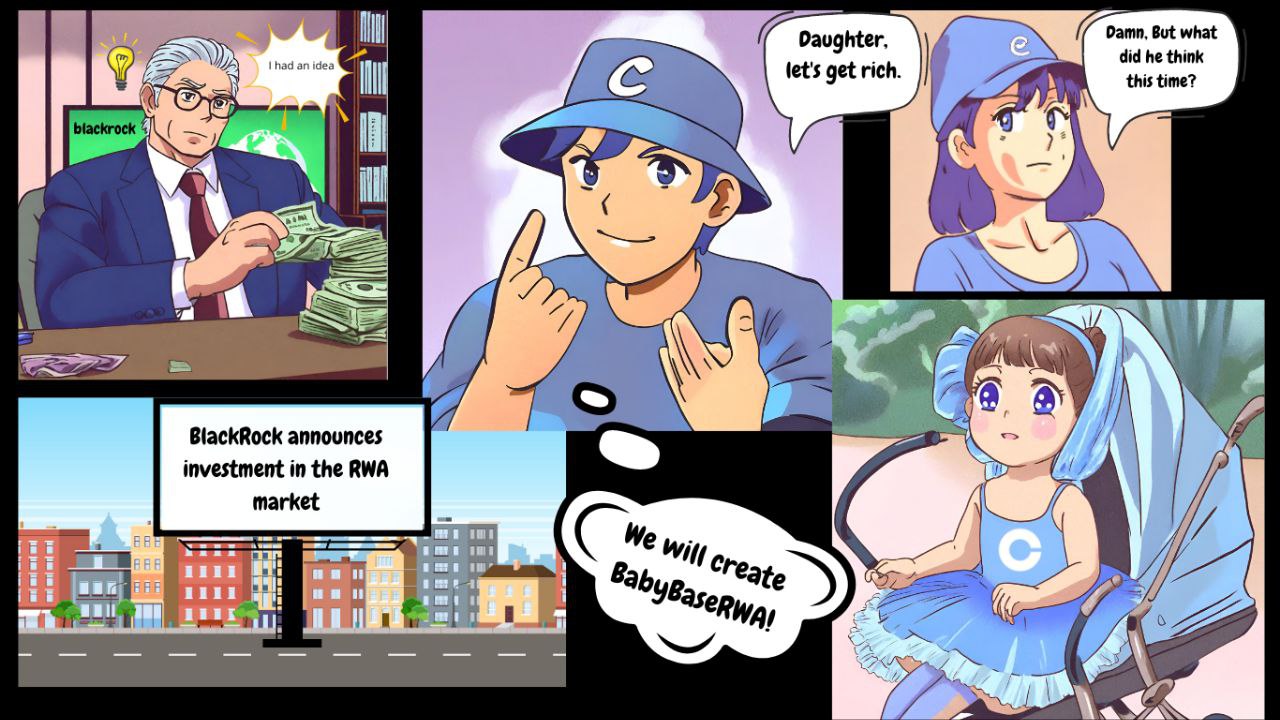 I had an idea
blackrock
C
Daughter,
let's get rich.
e
Damn, But what
did he think
this time?
BlackRock announces
investment in the RWA
market
We will create
BabyBaseRWA!
C